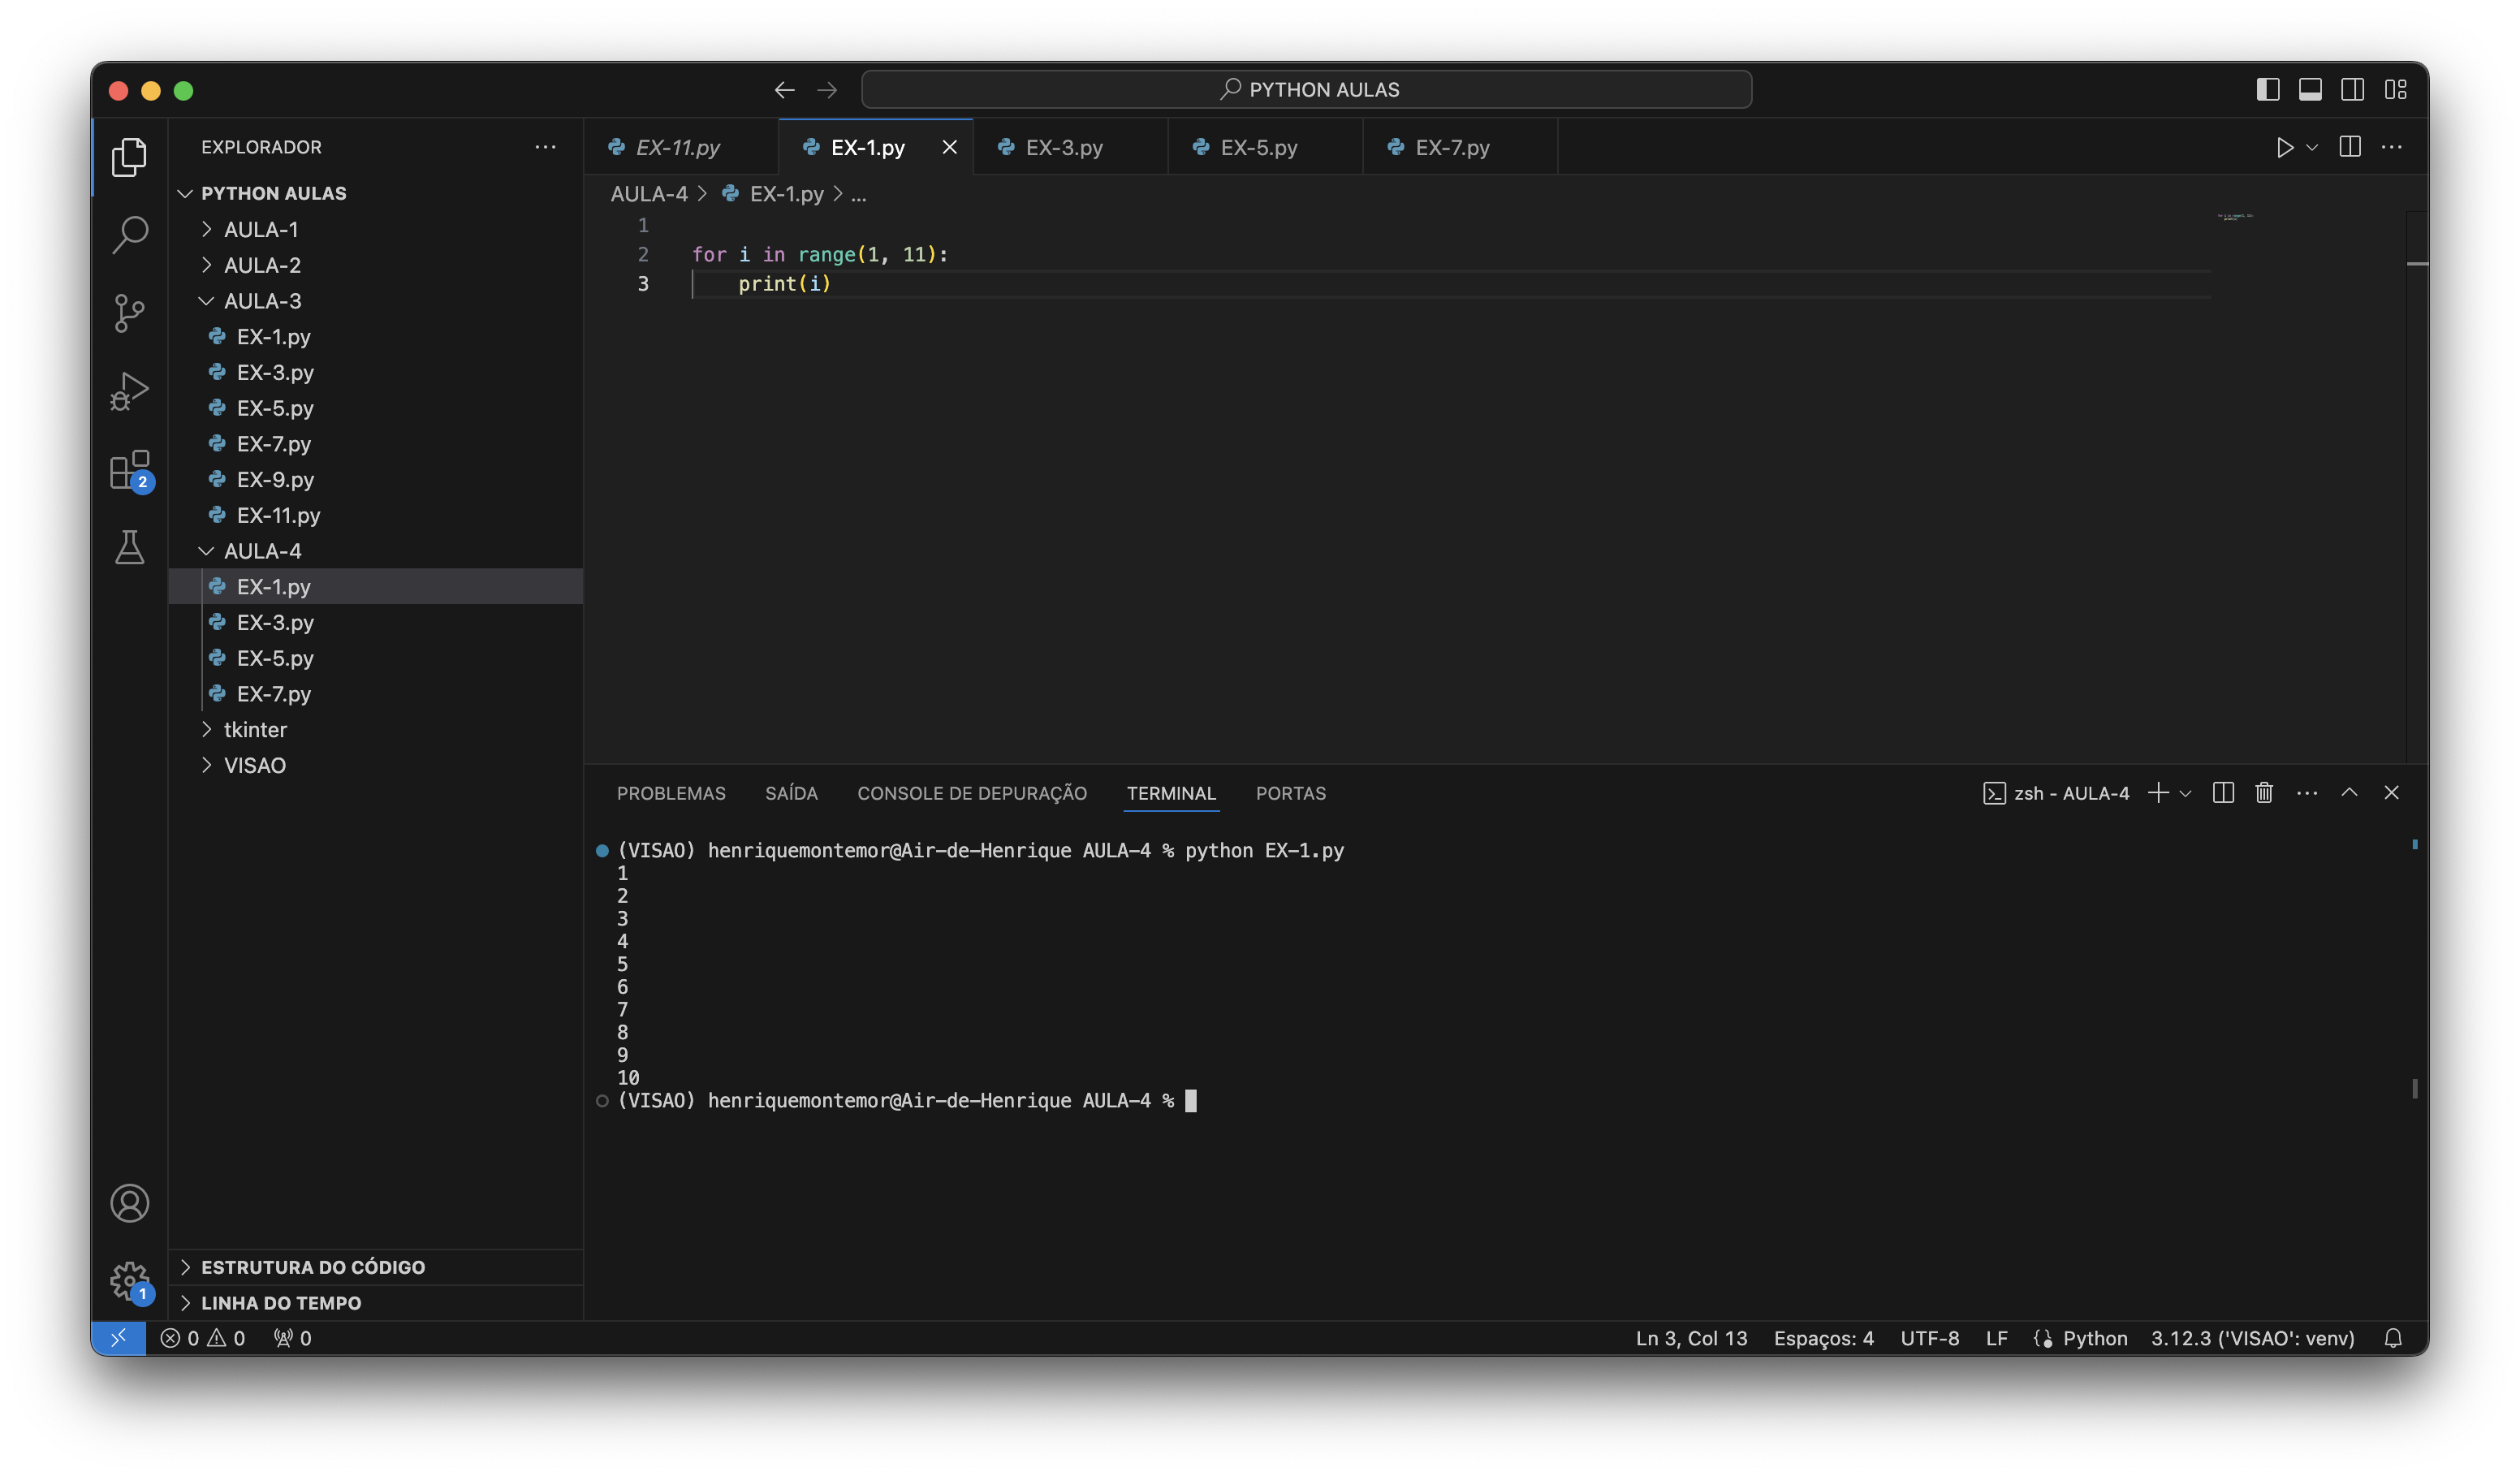 PYTHON AULAS
EXPLORADOR
PYTHON AULAS
AULA-1
AULA-2
AULA-3
EX-1.py
EX-3.py
EX-5.py
EX-7.py
EX-9.py
EX-11.py
AULA-4
EX-1.py
EX-3.py
EX-5.py
EX-7.py
tkinter
VISAO
2
1
ESTRUTURA DO CÓDIGO
LINHA DO TEMPO
EX-11.py EX-1.py EX-3.py EX-5.py EX-7.py
AULA-4 > EX-1.py > ...
1
2 for i in range(1, 11):
3     print(i)
PROBLEMAS SAÍDA CONSOLE DE DEPURAÇÃO TERMINAL PORTAS zsh - AULA-4
(VISAO) henriquemontemor@Air-de-Henrique AULA-4 % python EX-1.py
1
2
3
4
5
6
7
8
9
10
(VISAO) henriquemontemor@Air-de-Henrique AULA-4 %
0 0 0 Ln 3, Col 13 Espaços: 4 UTF-8 LF Python 3.12.3 ('VISAO': venv)